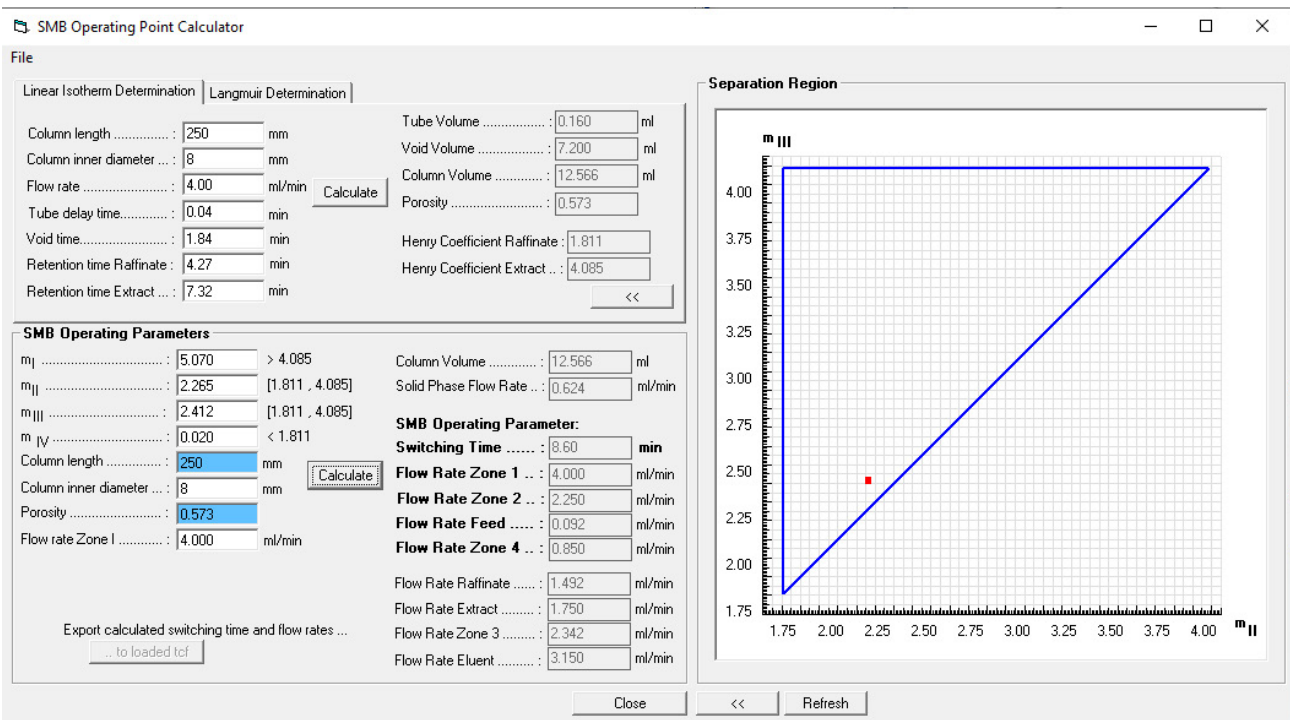 SMB Operating Point Calculator
File
Linear Isotherm Determination Langmuir Determination
Column length .............. : 250 mm
Column inner diameter ... : 8 mm
Flow rate ...................... : 4.00 ml/min
Tube delay time............. : 0.04 min
Void time....................... : 1.84 min
Retention time Raffinate : 4.27 min
Retention time Extract ... : 7.32 min
Calculate
Tube Volume ................. : 0.160 ml
Void Volume .................. : 7.200 ml
Column Volume ............. : 12.566 ml
Porosity ........................ : 0.573
Henry Coefficient Raffinate : 1.811
Henry Coefficient Extract .. : 4.085
<<
SMB Operating Parameters
mI ................................ : 5.070 > 4.085
mII ............................... : 2.265 [1.811 , 4.085]
mIII .............................. : 2.412 [1.811 , 4.085]
m IV ............................. : 0.020 < 1.811
Column length .............. : 250 mm
Column inner diameter ... : 8 mm
Porosity ........................ : 0.573
Flow rate Zone I ............ : 4.000 ml/min
Calculate
Export calculated switching time and flow rates ...
.. to loaded tcf
Column Volume ............. : 12.566 ml
Solid Phase Flow Rate .. : 0.624 ml/min
SMB Operating Parameter:
Switching Time ...... : 8.60 min
Flow Rate Zone 1 .. : 4.000 ml/min
Flow Rate Zone 2 .. : 2.250 ml/min
Flow Rate Feed ..... : 0.092 ml/min
Flow Rate Zone 4 .. : 0.850 ml/min
Flow Rate Raffinate ...... : 1.492 ml/min
Flow Rate Extract ......... : 1.750 ml/min
Flow Rate Zone 3 ......... : 2.342 ml/min
Flow Rate Eluent .......... : 3.150 ml/min
Separation Region
m III
4.00
3.75
3.50
3.25
3.00
2.75
2.50
2.25
2.00
1.75
1.75 2.00 2.25 2.50 2.75 3.00 3.25 3.50 3.75 4.00 m II
Close << Refresh